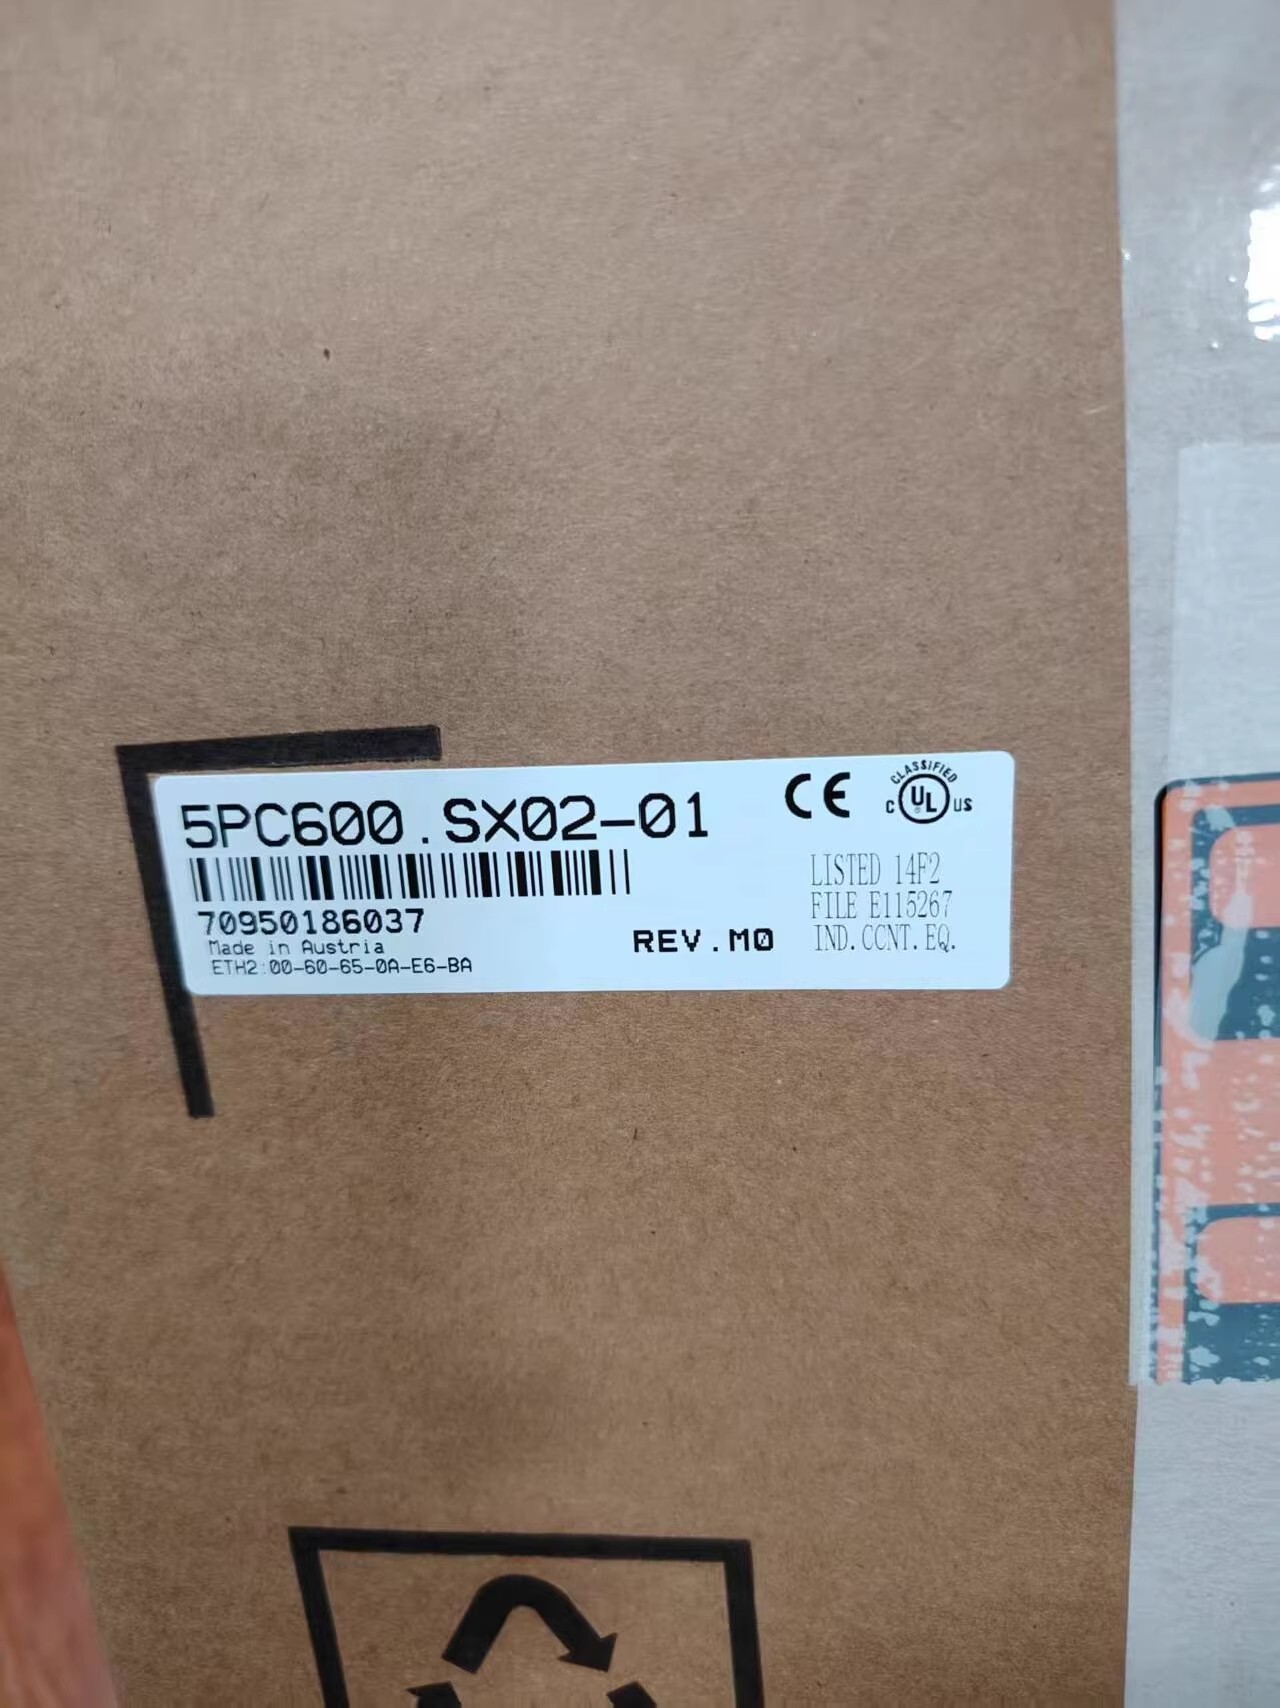 5PC600.SX02-01
CE
CLASSIFIED
C UL US
®
70950186037
Made in Austria
ETH2:00-60-65-0A-E6-BA
REV.M0
LISTED 14F2
FILE E115267
IND.CCNT.EQ.